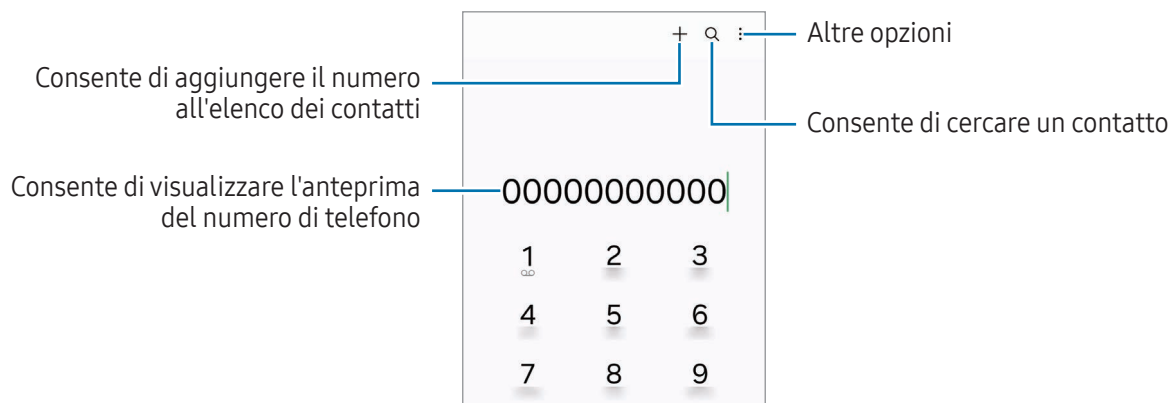 Altre opzioni
Consente di aggiungere il numero
all'elenco dei contatti
Consente di cercare un contatto
Consente di visualizzare l'anteprima
del numero di telefono
00000000000
1 2 3
4 5 6
7 8 9